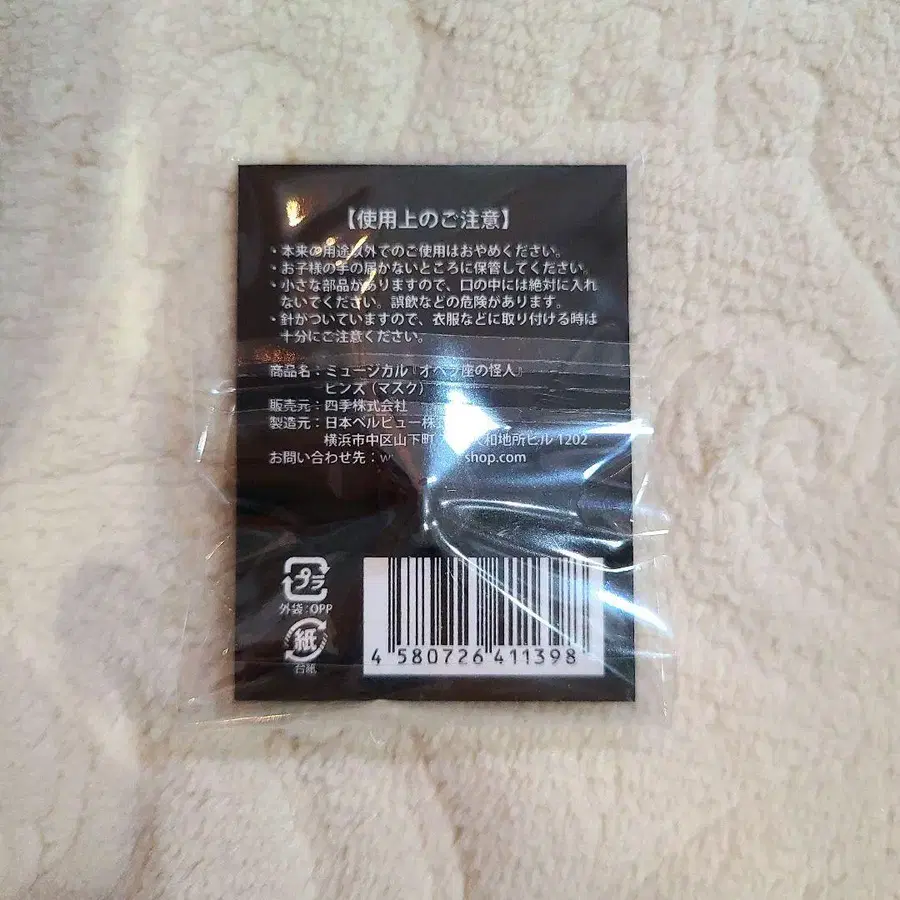 【使用上のご注意】
・本来の用途以外でのご使用はおやめください。
・お子様の手の届かないところに保管してください。
・小さな部品がありますので、口の中には絶対に入れ
ないでください。誤飲などの危険があります。
・針がついていますので、衣服などに取り付ける時は
十分にご注意ください。
商品名：ミュージカル『オペラ座の怪人』
ピンズ（マスク）
販売元：四季株式会社
製造元：日本ベルビュー株
横浜市中区山下町 和地所ビル 1202
お問い合わせ先： shop.com
プラ
外袋：OPP
紙
台紙
4 580726 411398